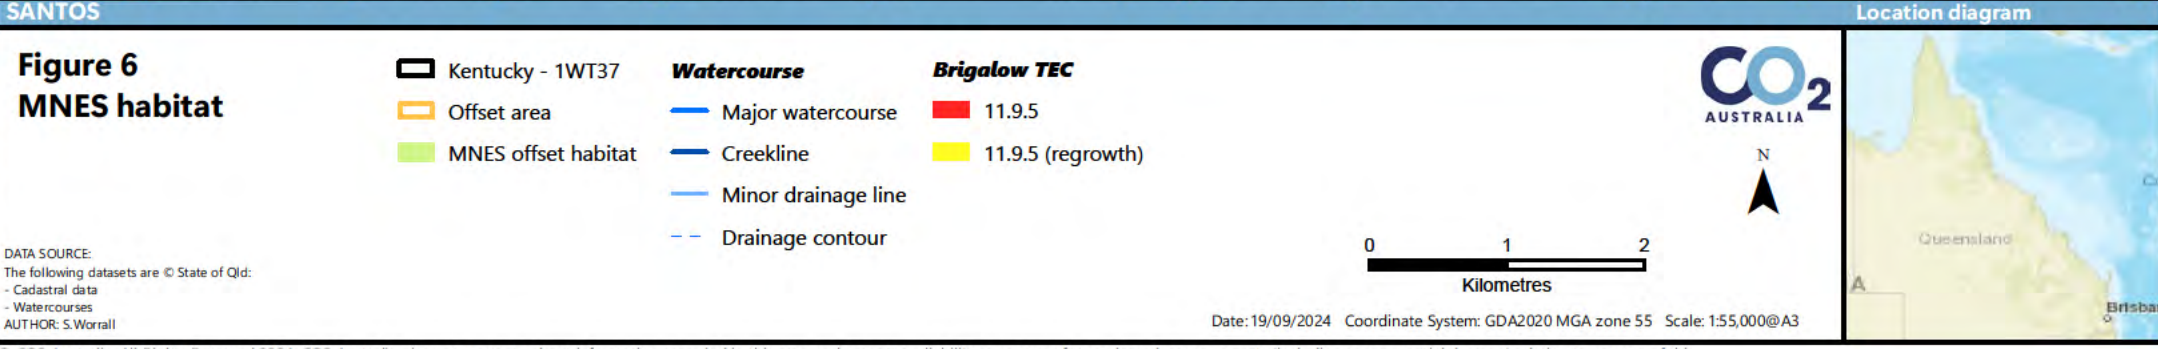 SANTOS
Location diagram
Figure 6
MNES habitat
Kentucky - 1WT37
Offset area
MNES offset habitat
Watercourse
Major watercourse
Creekline
Minor drainage line
Drainage contour
Brigalow TEC
11.9.5
11.9.5 (regrowth)
CO2
AUSTRALIA
N
0 1 2
Kilometres
DATA SOURCE:
The following datasets are © State of Qld:
- Cadastral data
- Watercourses
AUTHOR: S.Worrall
Date: 19/09/2024 Coordinate System: GDA2020 MGA zone 55 Scale: 1:55,000@A3
Queensland
A
Brisba